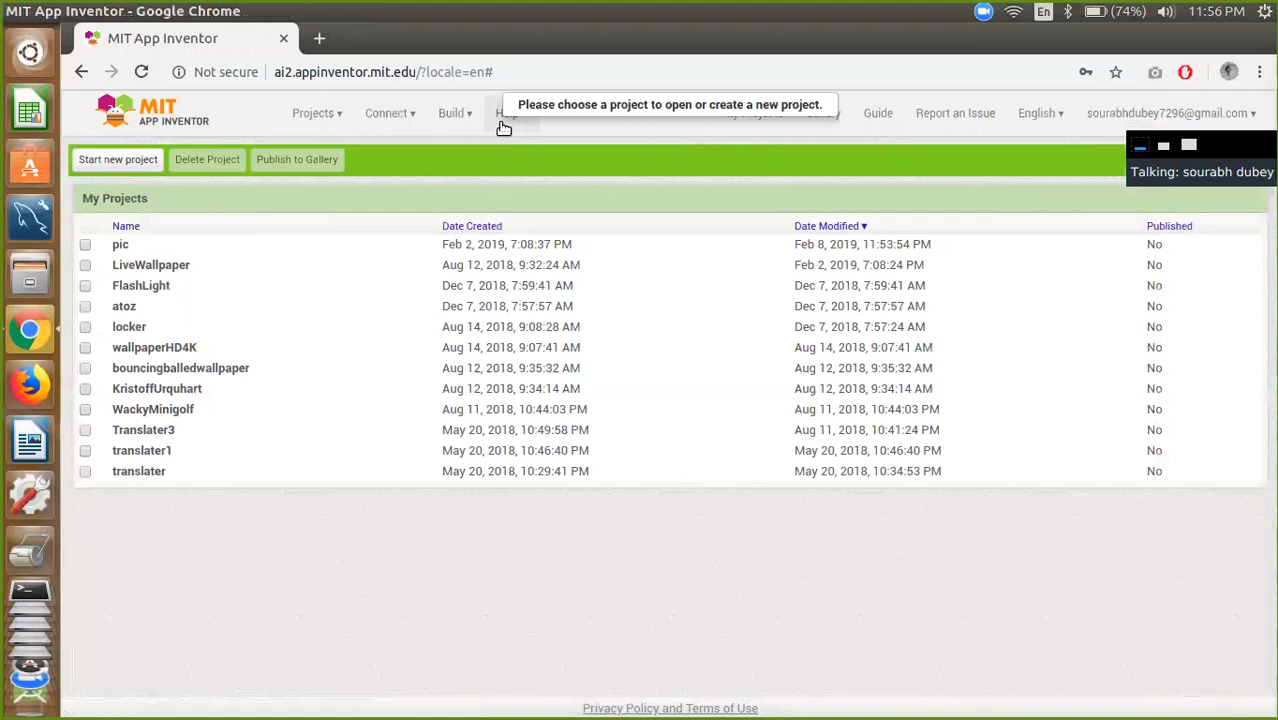 MIT App Inventor - Google Chrome
En
(74%)
11:56 PM
MIT App Inventor
Not secure
ai2.appinventor.mit.edu/?locale=en#
MIT
APP INVENTOR
Projects
Connect
Build
Please choose a project to open or create a new project.
Guide
Report an Issue
English
sourabhdubey7296@gmail.com
Start new project
Delete Project
Publish to Gallery
Talking: sourabh dubey
My Projects
Name Date Created Date Modified Published
pic Feb 2, 2019, 7:08:37 PM Feb 8, 2019, 11:53:54 PM No
LiveWallpaper Aug 12, 2018, 9:32:24 AM Feb 2, 2019, 7:08:24 PM No
FlashLight Dec 7, 2018, 7:59:41 AM Dec 7, 2018, 7:59:41 AM No
atoz Dec 7, 2018, 7:57:57 AM Dec 7, 2018, 7:57:57 AM No
locker Aug 14, 2018, 9:08:28 AM Dec 7, 2018, 7:57:24 AM No
wallpaperHD4K Aug 14, 2018, 9:07:41 AM Aug 14, 2018, 9:07:41 AM No
bouncingballedwallpaper Aug 12, 2018, 9:35:32 AM Aug 12, 2018, 9:35:32 AM No
KristoffUrquhart Aug 12, 2018, 9:34:14 AM Aug 12, 2018, 9:34:14 AM No
WackyMinigolf Aug 11, 2018, 10:44:03 PM Aug 11, 2018, 10:44:03 PM No
Translater3 May 20, 2018, 10:49:58 PM Aug 11, 2018, 10:41:24 PM No
translater1 May 20, 2018, 10:46:40 PM May 20, 2018, 10:46:40 PM No
translater May 20, 2018, 10:29:41 PM May 20, 2018, 10:34:53 PM No
Privacy Policy and Terms of Use